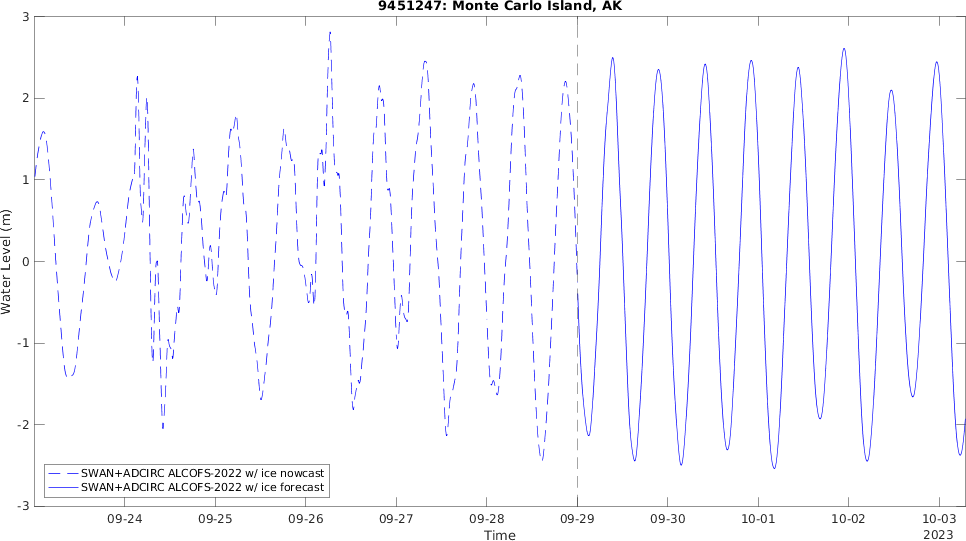 9451247: Monte Carlo Island, AK
3
2
1
0
-1
-2
-3
Water Level (m)
SWAN+ADCIRC ALCOFS-2022 w/ ice nowcast
SWAN+ADCIRC ALCOFS-2022 w/ ice forecast
09-24 09-25 09-26 09-27 09-28 09-29 09-30 10-01 10-02 10-03
Time 2023